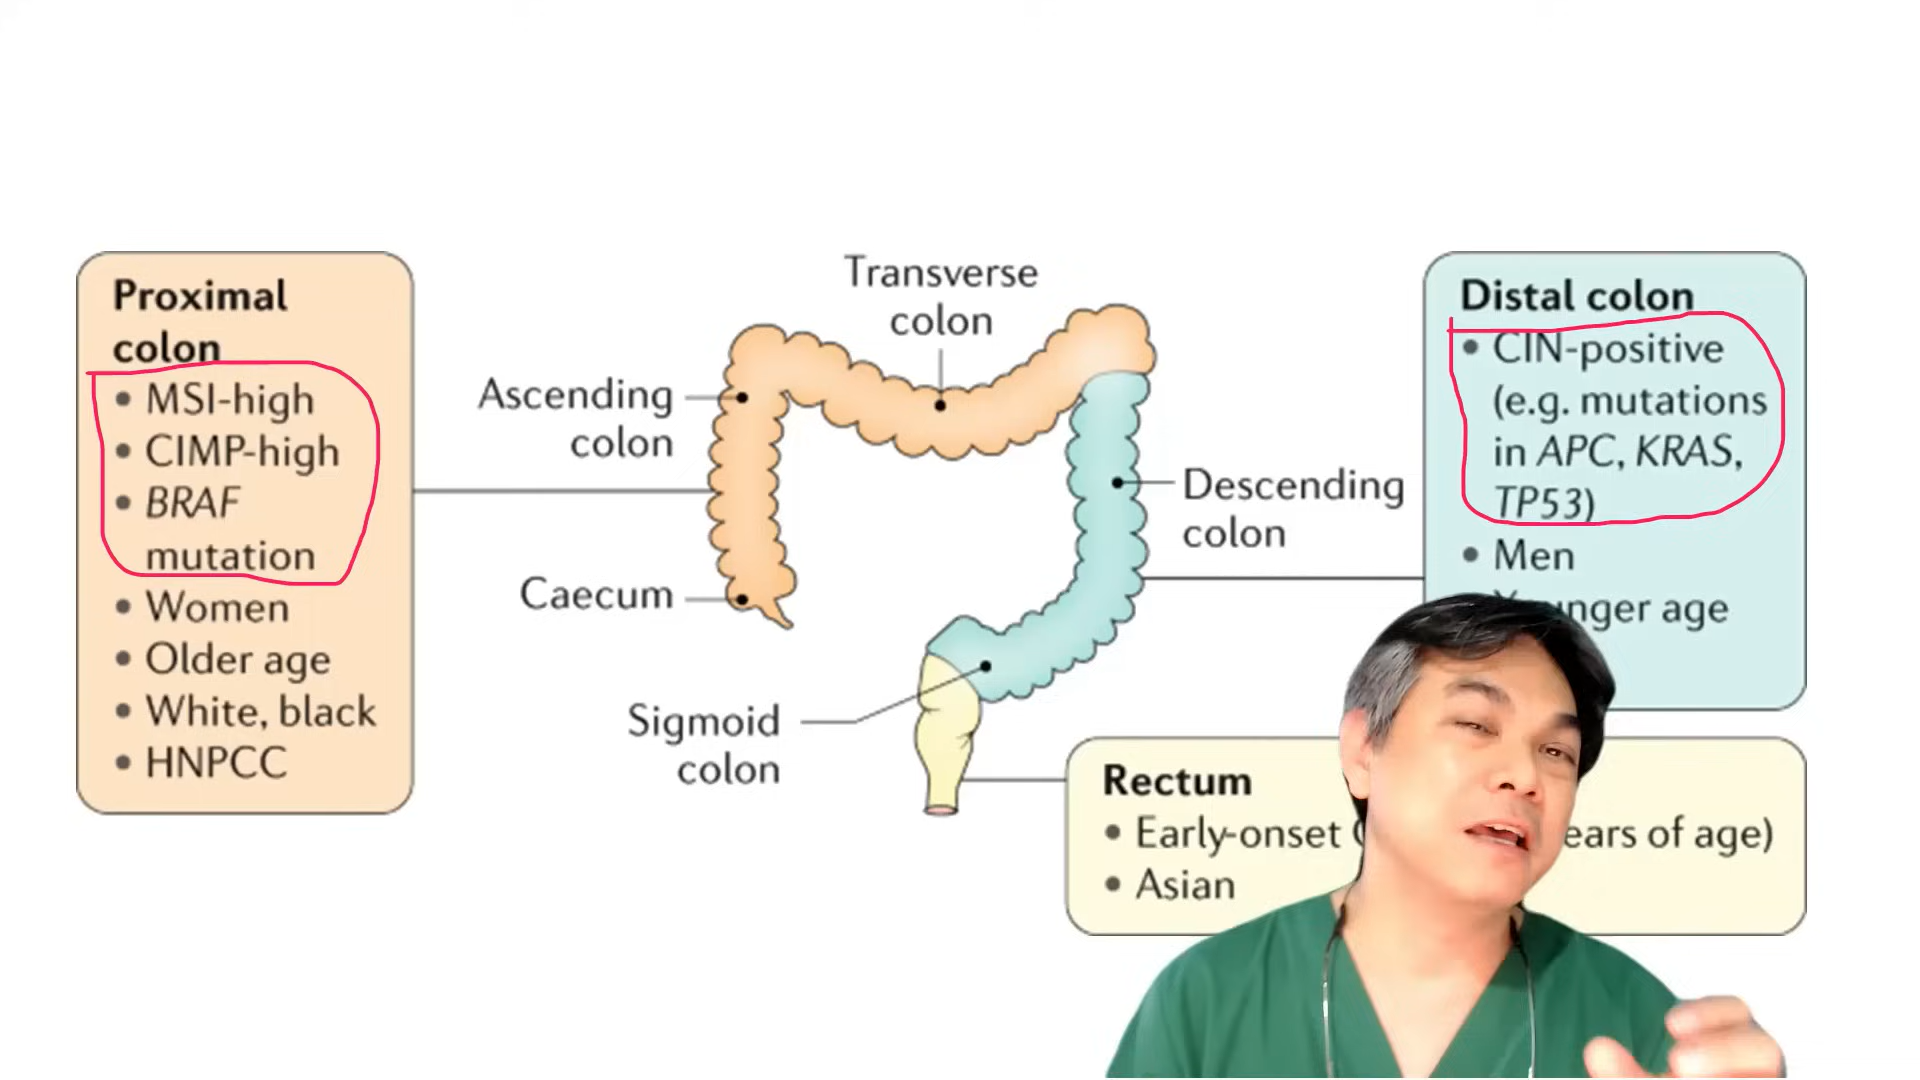 Proximal
colon
• MSI-high
• CIMP-high
• BRAF
mutation
• Women
• Older age
• White, black
• HNPCC
Transverse
colon
Ascending
colon
Caecum
Descending
colon
Sigmoid
colon
Distal colon
• CIN-positive
(e.g. mutations
in APC, KRAS,
TP53)
• Men
age
Rectum
• Early-onset
of age)
• Asian